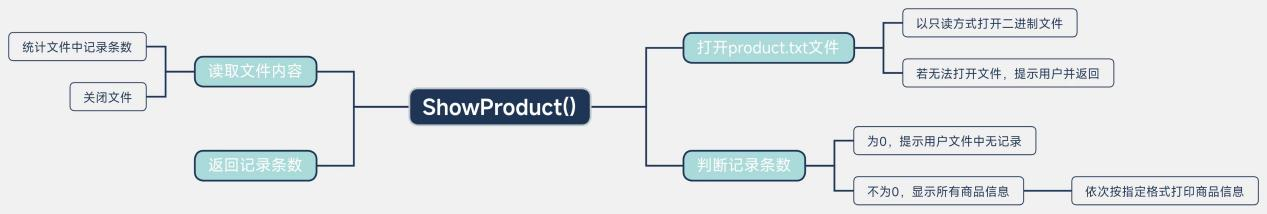 ShowProduct()
打开product.txt文件
以只读方式打开二进制文件
若无法打开文件，提示用户并返回
判断记录条数
为0，提示用户文件中无记录
不为0，显示所有商品信息
依次按指定格式打印商品信息
读取文件内容
统计文件中记录条数
关闭文件
返回记录条数